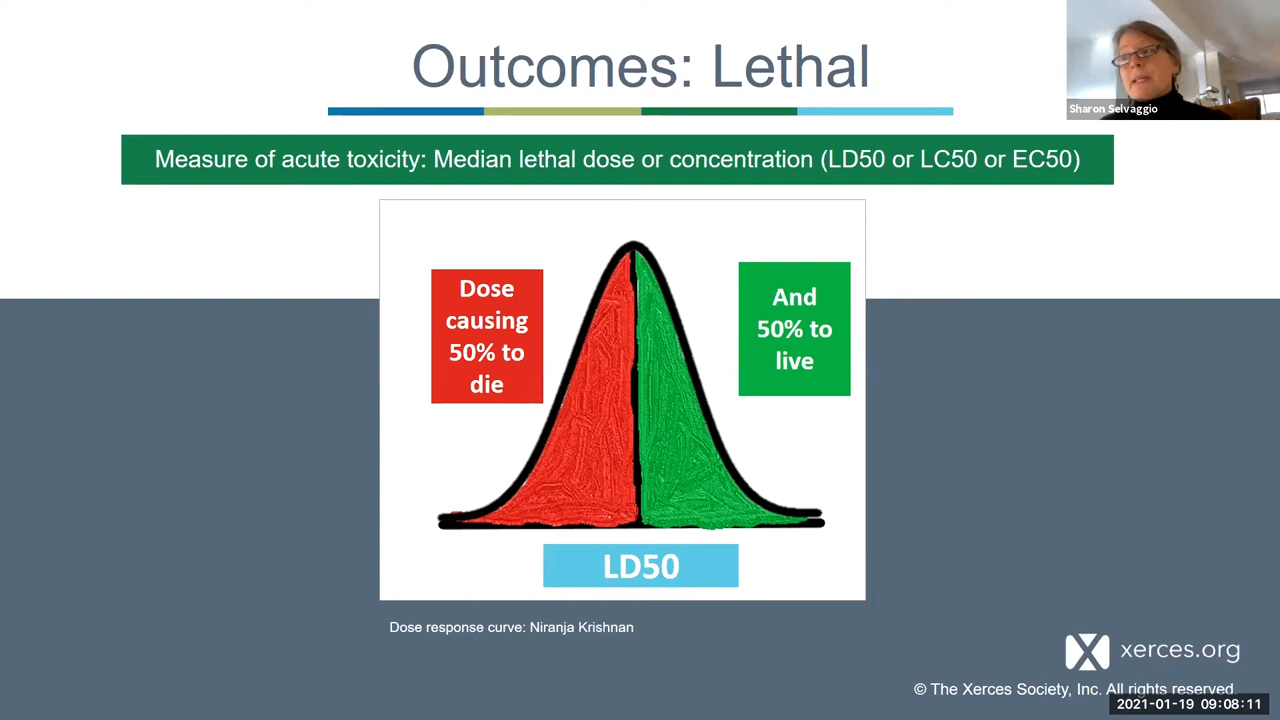 Outcomes: Lethal
Sharon Selvaggio
Measure of acute toxicity: Median lethal dose or concentration (LD50 or LC50 or EC50)
Dose
causing
50% to
die
And
50% to
live
LD50
Dose response curve: Niranja Krishnan
xerces.org
© The Xerces Society, Inc. All rights reserved.
2021-01-19 09:08:11